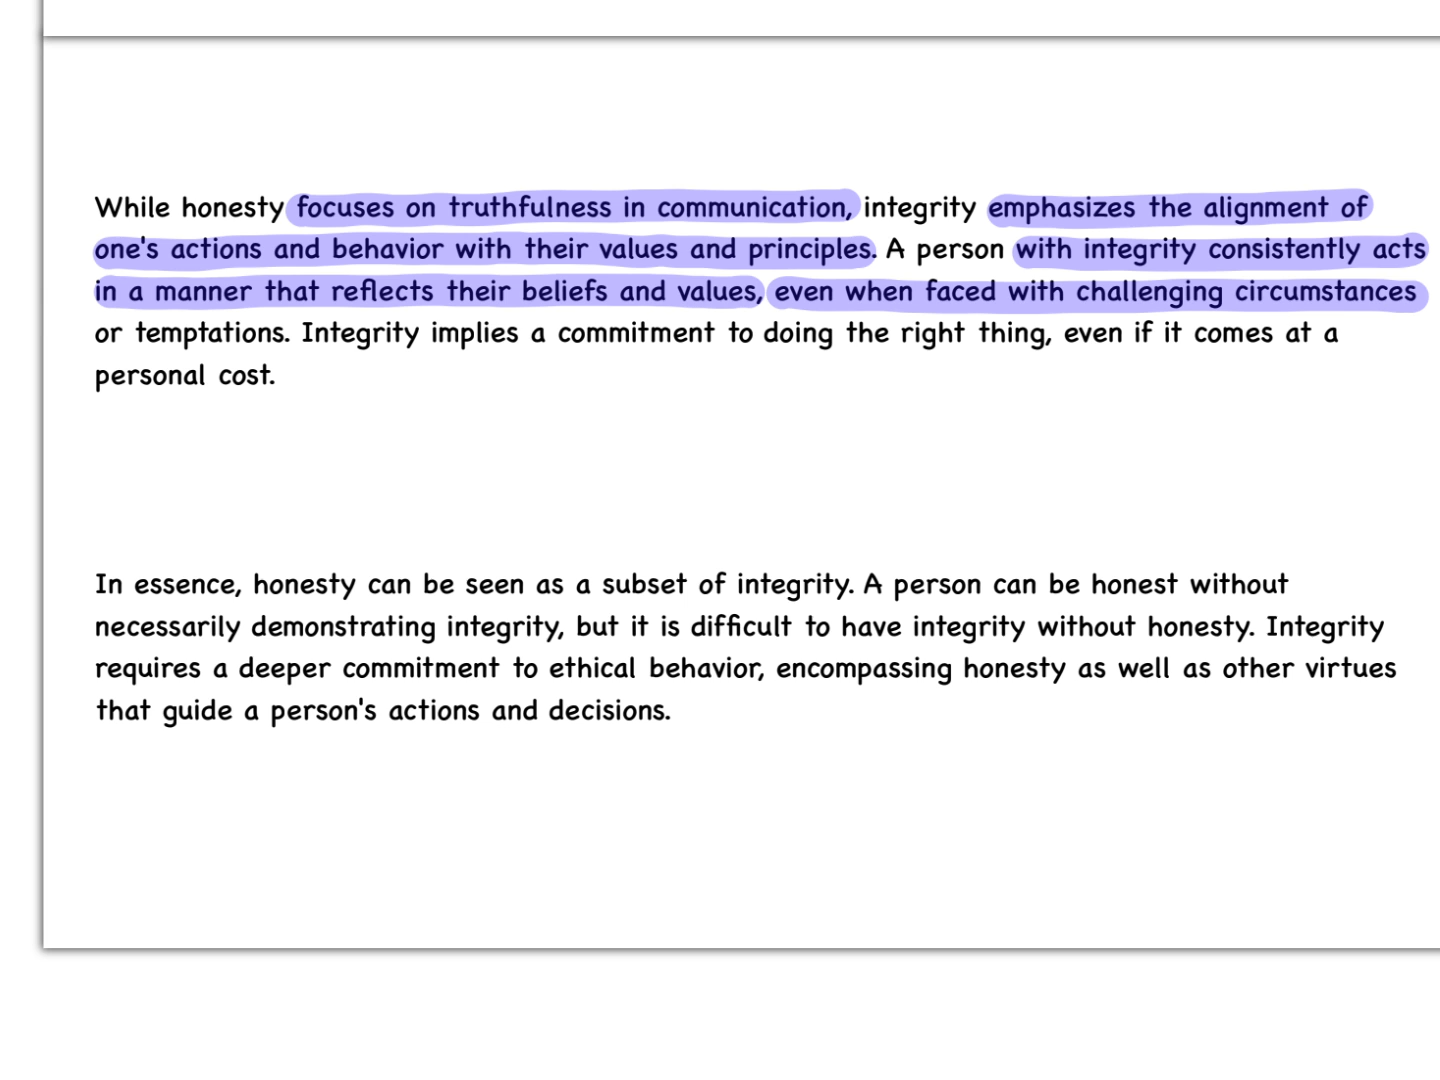 While honesty focuses on truthfulness in communication, integrity emphasizes the alignment of
one's actions and behavior with their values and principles. A person with integrity consistently acts
in a manner that reflects their beliefs and values, even when faced with challenging circumstances
or temptations. Integrity implies a commitment to doing the right thing, even if it comes at a
personal cost.
In essence, honesty can be seen as a subset of integrity. A person can be honest without
necessarily demonstrating integrity, but it is difficult to have integrity without honesty. Integrity
requires a deeper commitment to ethical behavior, encompassing honesty as well as other virtues
that guide a person's actions and decisions.